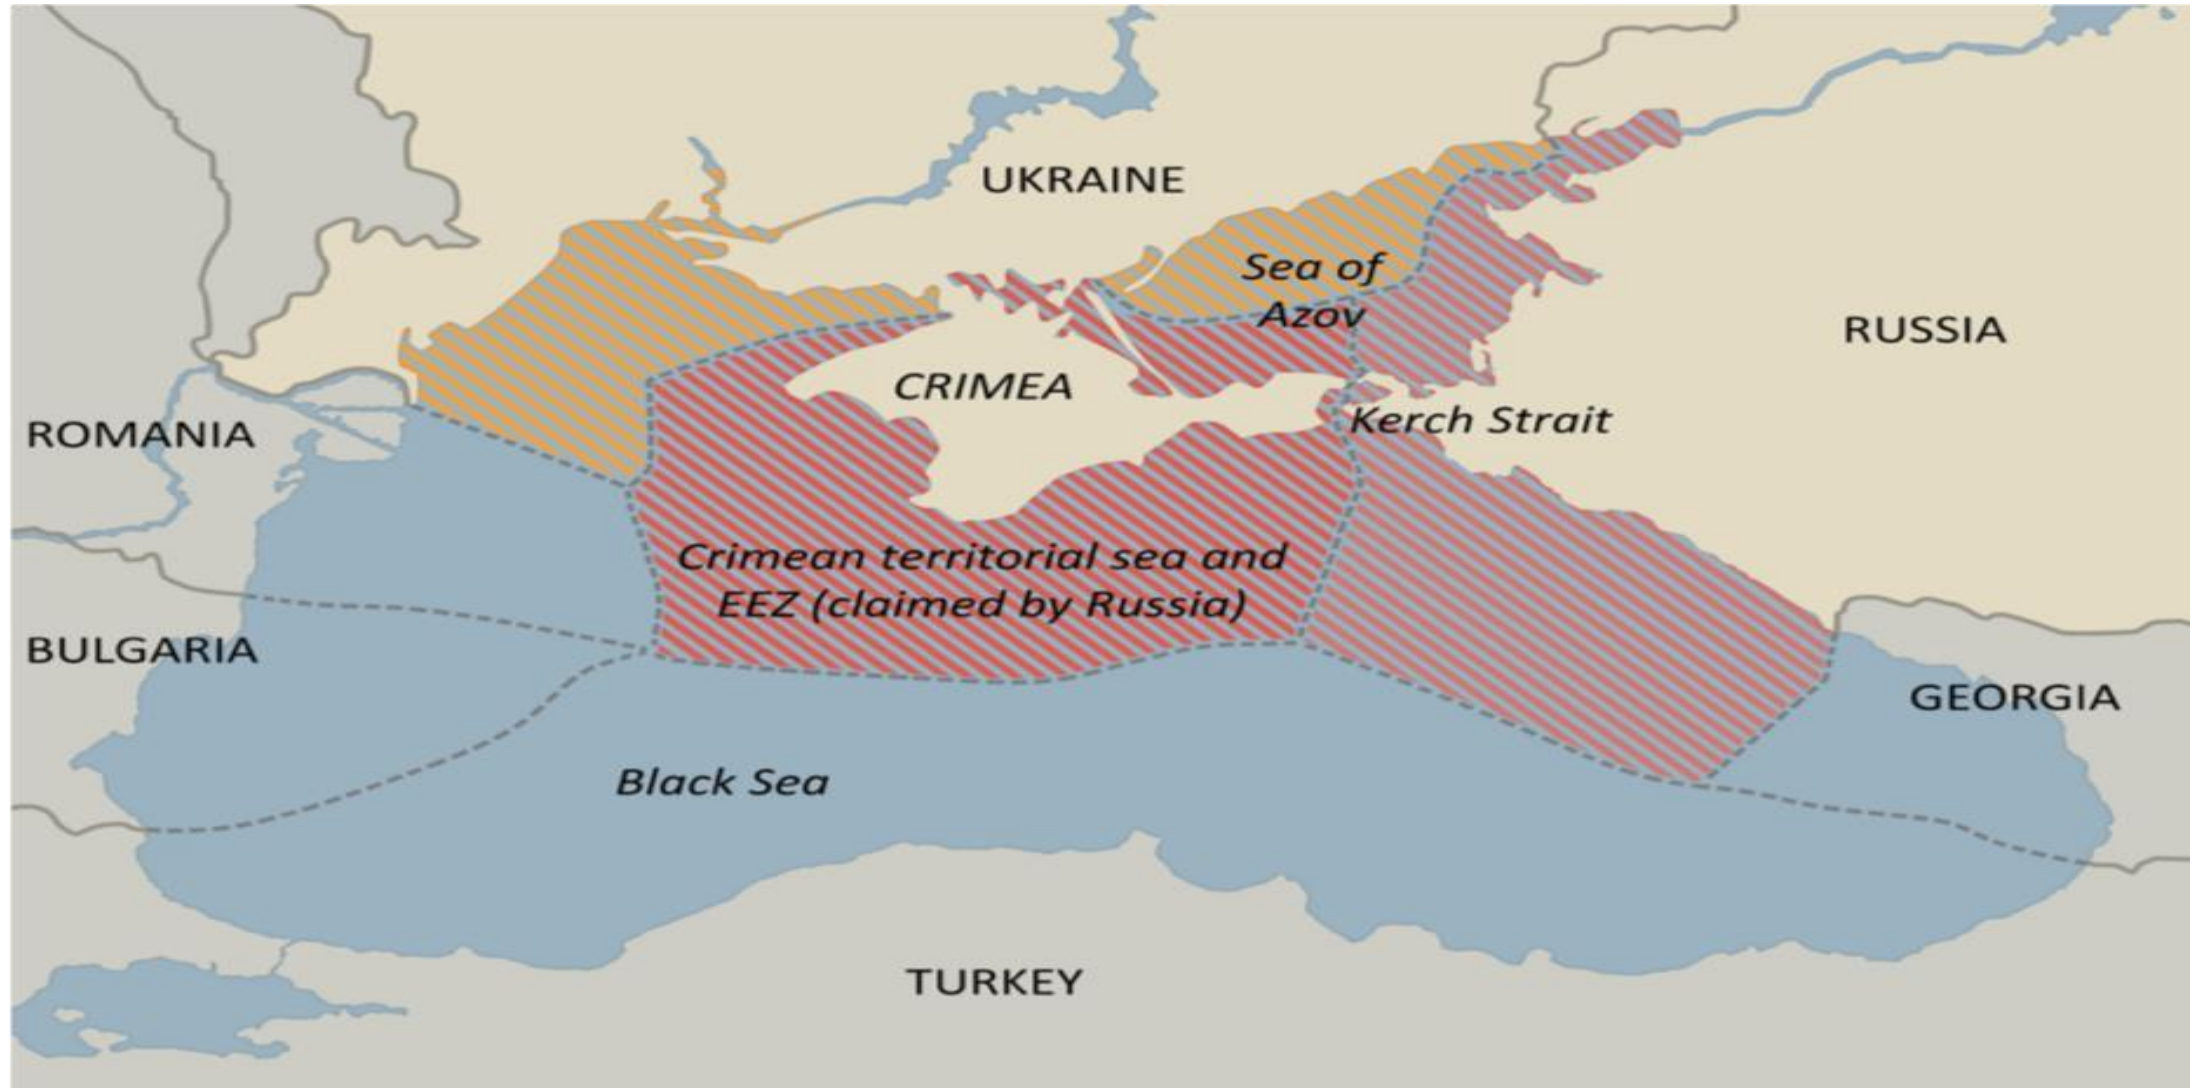 UKRAINE
Sea of
Azov
RUSSIA
CRIMEA
Kerch Strait
ROMANIA
Crimean territorial sea and
EEZ (claimed by Russia)
BULGARIA
GEORGIA
Black Sea
TURKEY